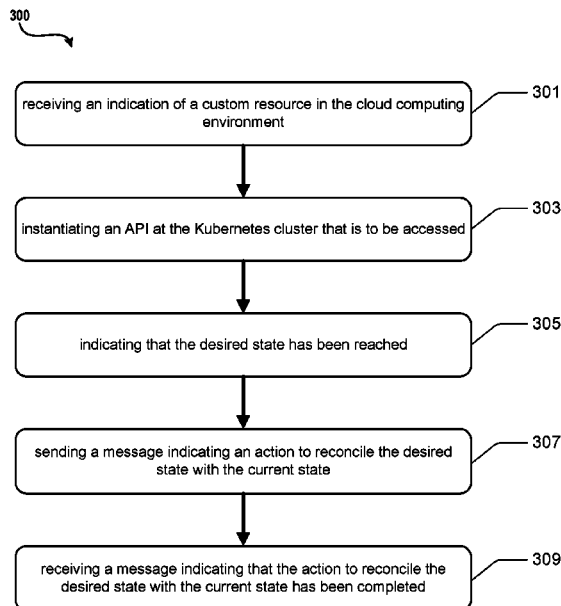 300
receiving an indication of a custom resource in the cloud computing
environment
301
instantiating an API at the Kubernetes cluster that is to be accessed
303
indicating that the desired state has been reached
305
sending a message indicating an action to reconcile the desired
state with the current state
307
receiving a message indicating that the action to reconcile the
desired state with the current state has been completed
309